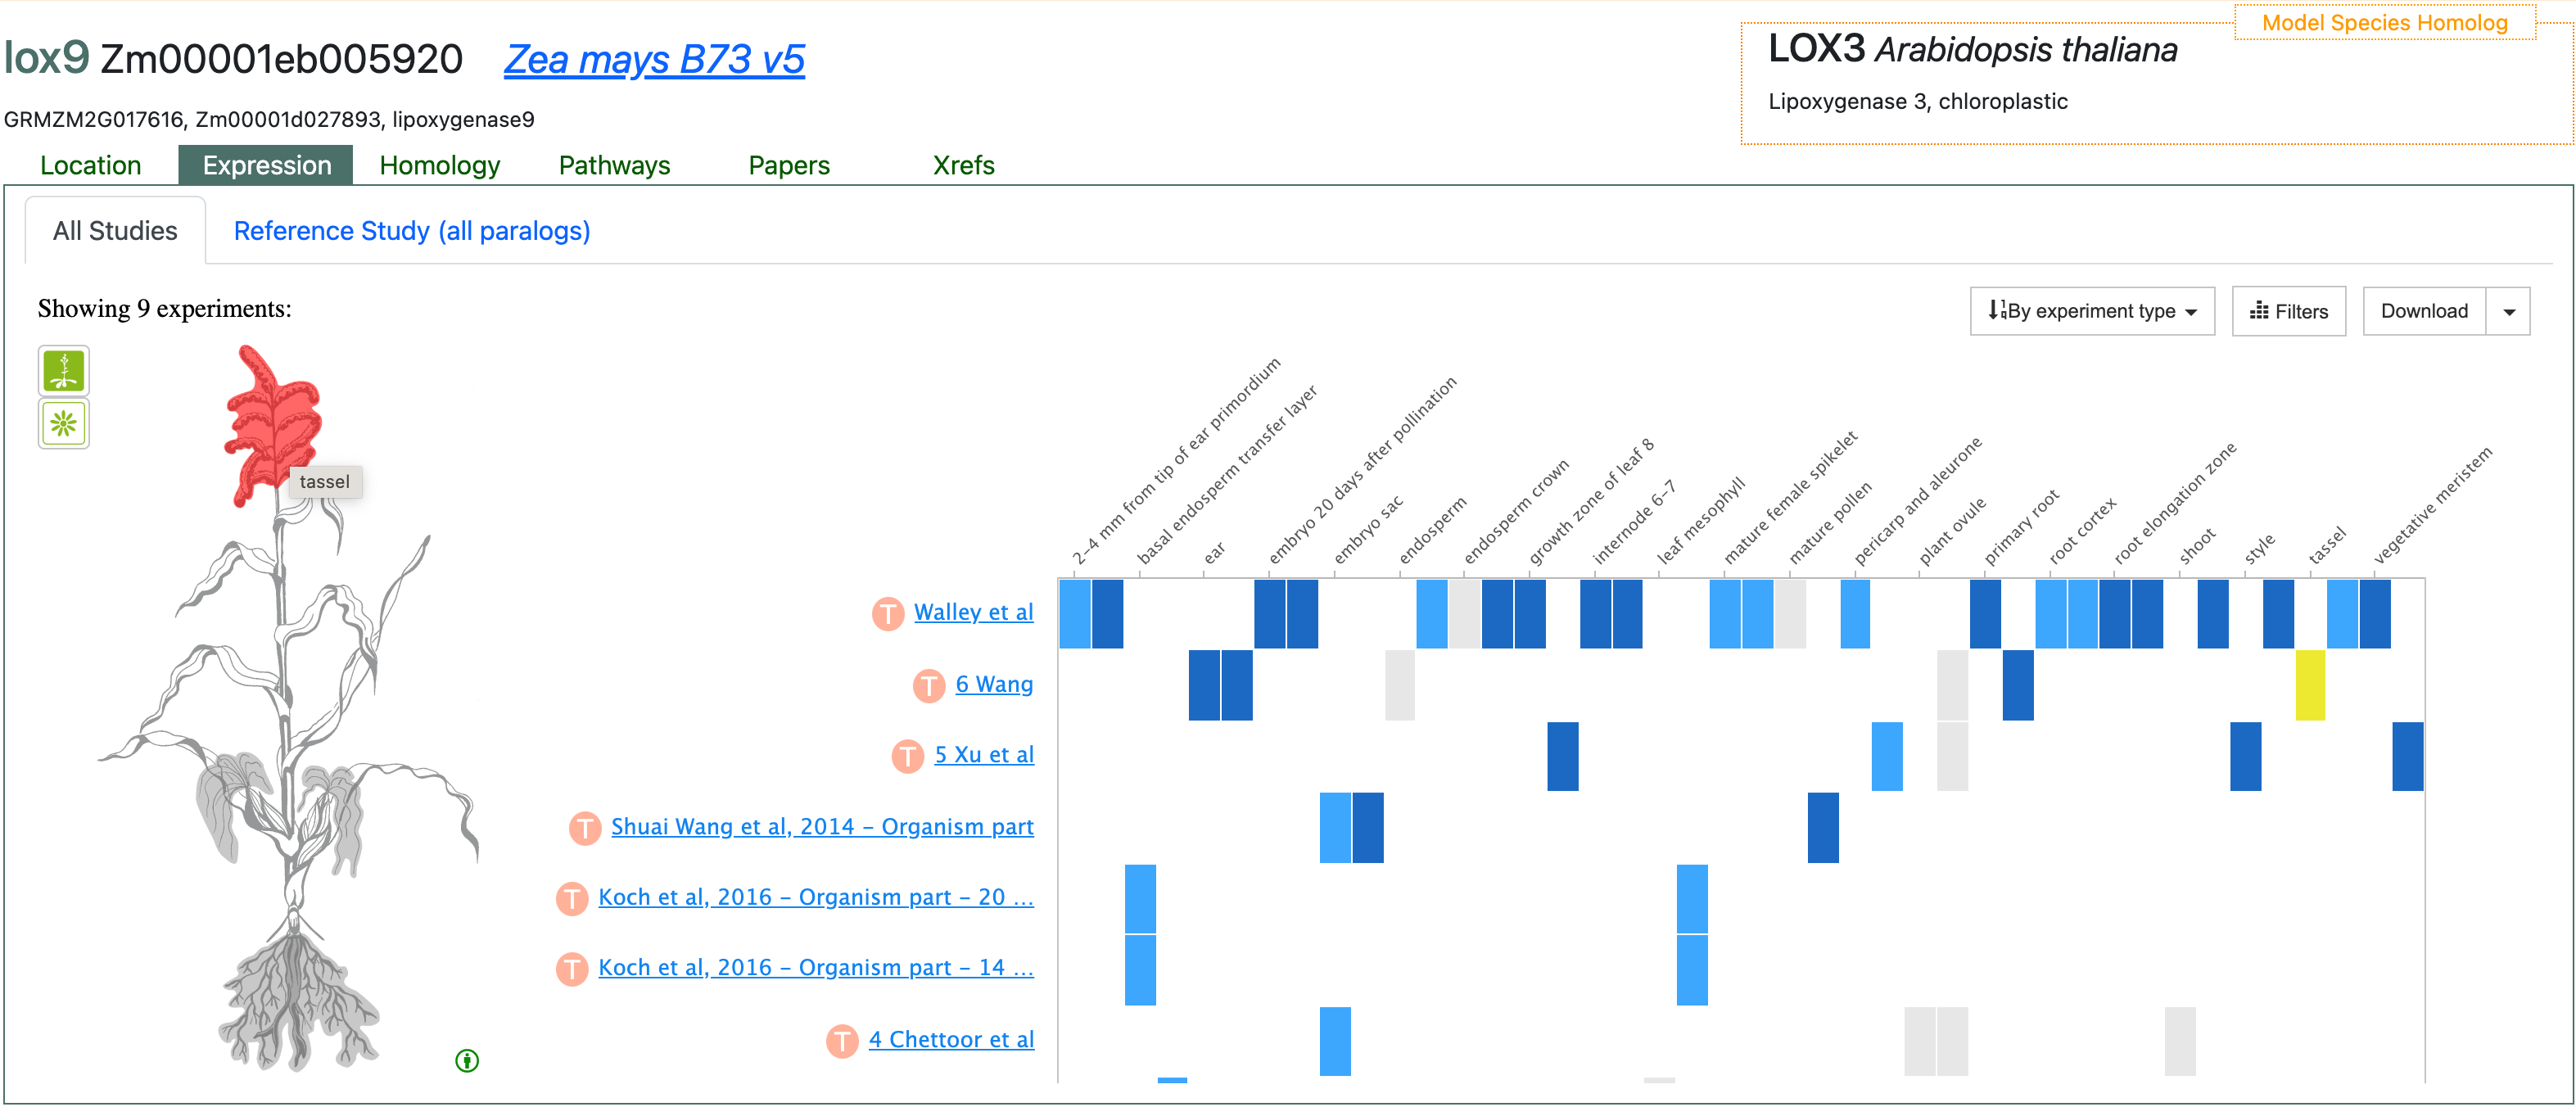 Model Species Homolog
lox9 Zm00001eb005920 Zea mays B73 v5
LOX3 Arabidopsis thaliana
Lipoxygenase 3, chloroplastic
GRMZM2G017616, Zm00001d027893, lipoxygenase9
Location Expression Homology Pathways Papers Xrefs
All Studies Reference Study (all paralogs)
Showing 9 experiments:
By experiment type
Filters
Download
tassel
2–4 mm from tip of ear primordium
basal endosperm transfer layer
ear
embryo 20 days after pollination
embryo sac
endosperm
endosperm crown
growth zone of leaf 8
internode 6–7
leaf mesophyll
mature female spikelet
mature pollen
pericarp and aleurone
plant ovule
primary root
root cortex
root elongation zone
shoot
style
tassel
vegetative meristem
T Walley et al
T 6 Wang
T 5 Xu et al
T Shuai Wang et al, 2014 – Organism part
T Koch et al, 2016 – Organism part – 20 ...
T Koch et al, 2016 – Organism part – 14 ...
T 4 Chettoor et al